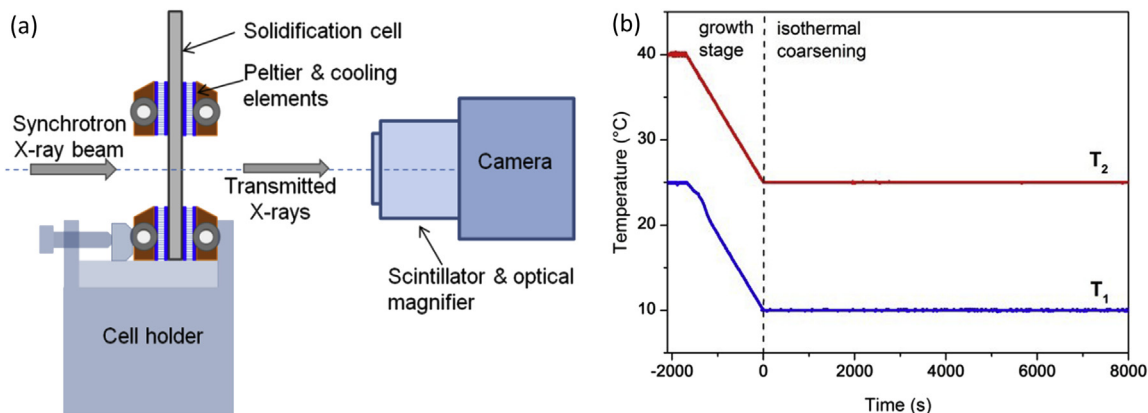 (a)
Solidification cell
Peltier & cooling
elements
Synchrotron
X-ray beam
Transmitted
X-rays
Camera
Scintillator & optical
magnifier
Cell holder
(b)
growth
stage
isothermal
coarsening
40
30
20
10
Temperature (°C)
T2
T1
-2000
0
2000
4000
6000
8000
Time (s)